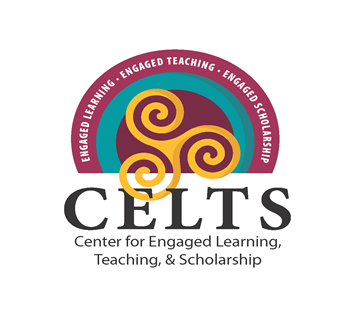 ENGAGED LEARNING • ENGAGED TEACHING • ENGAGED SCHOLARSHIP
CELTS
Center for Engaged Learning,
Teaching, & Scholarship